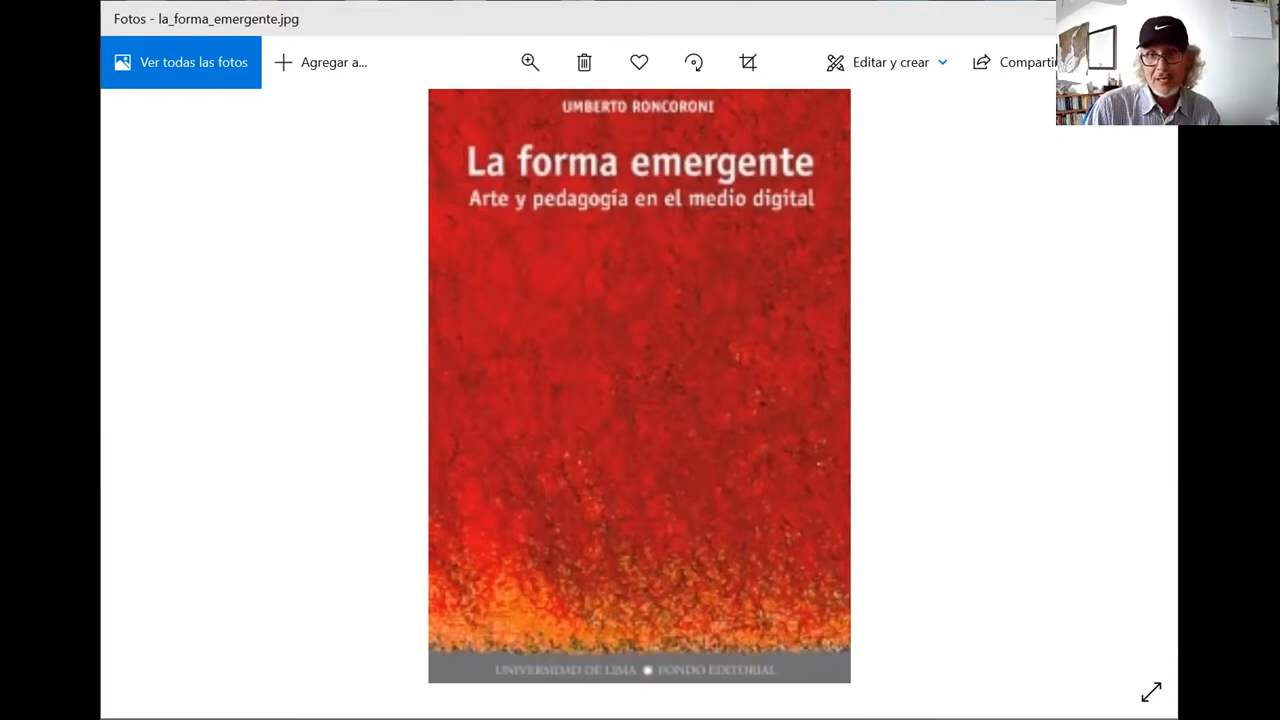 Fotos - la_forma_emergente.jpg
Ver todas las fotos
Agregar a...
Editar y crear
Comparti
UMBERTO RONCORONI
La forma emergente
Arte y pedagogía en el medio digital
UNIVERSIDAD DE LIMA FONDO EDITORIAL